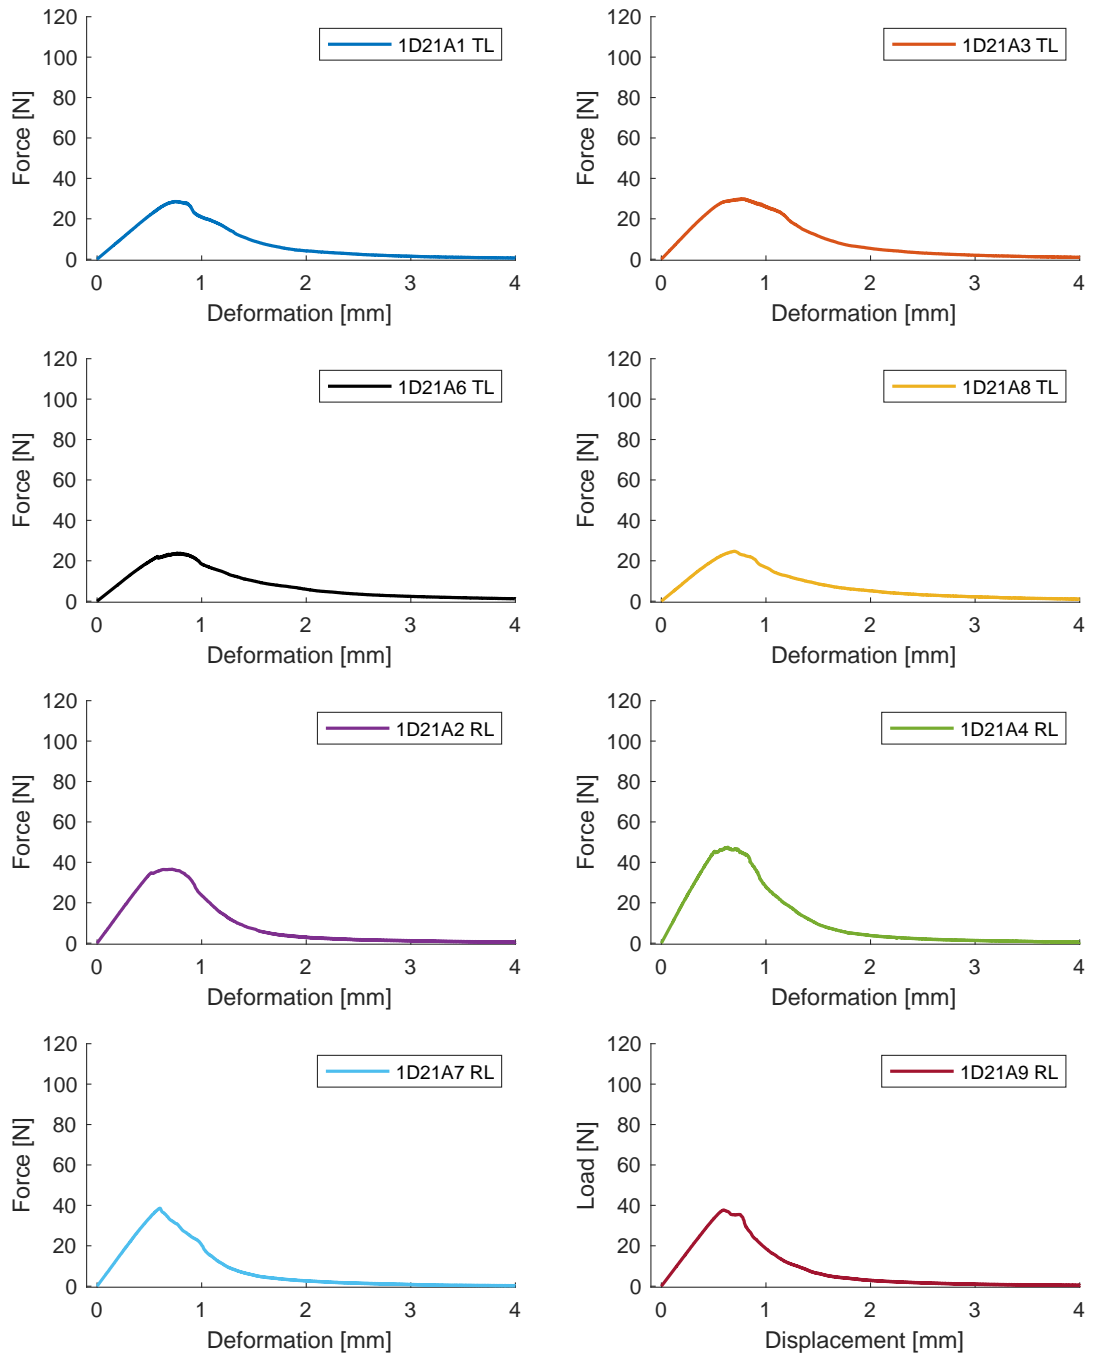 120
100
80
60
40
20
0
Force [N]
0 1 2 3 4
Deformation [mm]
1D21A1 TL
120
100
80
60
40
20
0
Force [N]
0 1 2 3 4
Deformation [mm]
1D21A3 TL
120
100
80
60
40
20
0
Force [N]
0 1 2 3 4
Deformation [mm]
1D21A6 TL
120
100
80
60
40
20
0
Force [N]
0 1 2 3 4
Deformation [mm]
1D21A8 TL
120
100
80
60
40
20
0
Force [N]
0 1 2 3 4
Deformation [mm]
1D21A2 RL
120
100
80
60
40
20
0
Force [N]
0 1 2 3 4
Deformation [mm]
1D21A4 RL
120
100
80
60
40
20
0
Force [N]
0 1 2 3 4
Deformation [mm]
1D21A7 RL
120
100
80
60
40
20
0
Load [N]
0 1 2 3 4
Displacement [mm]
1D21A9 RL